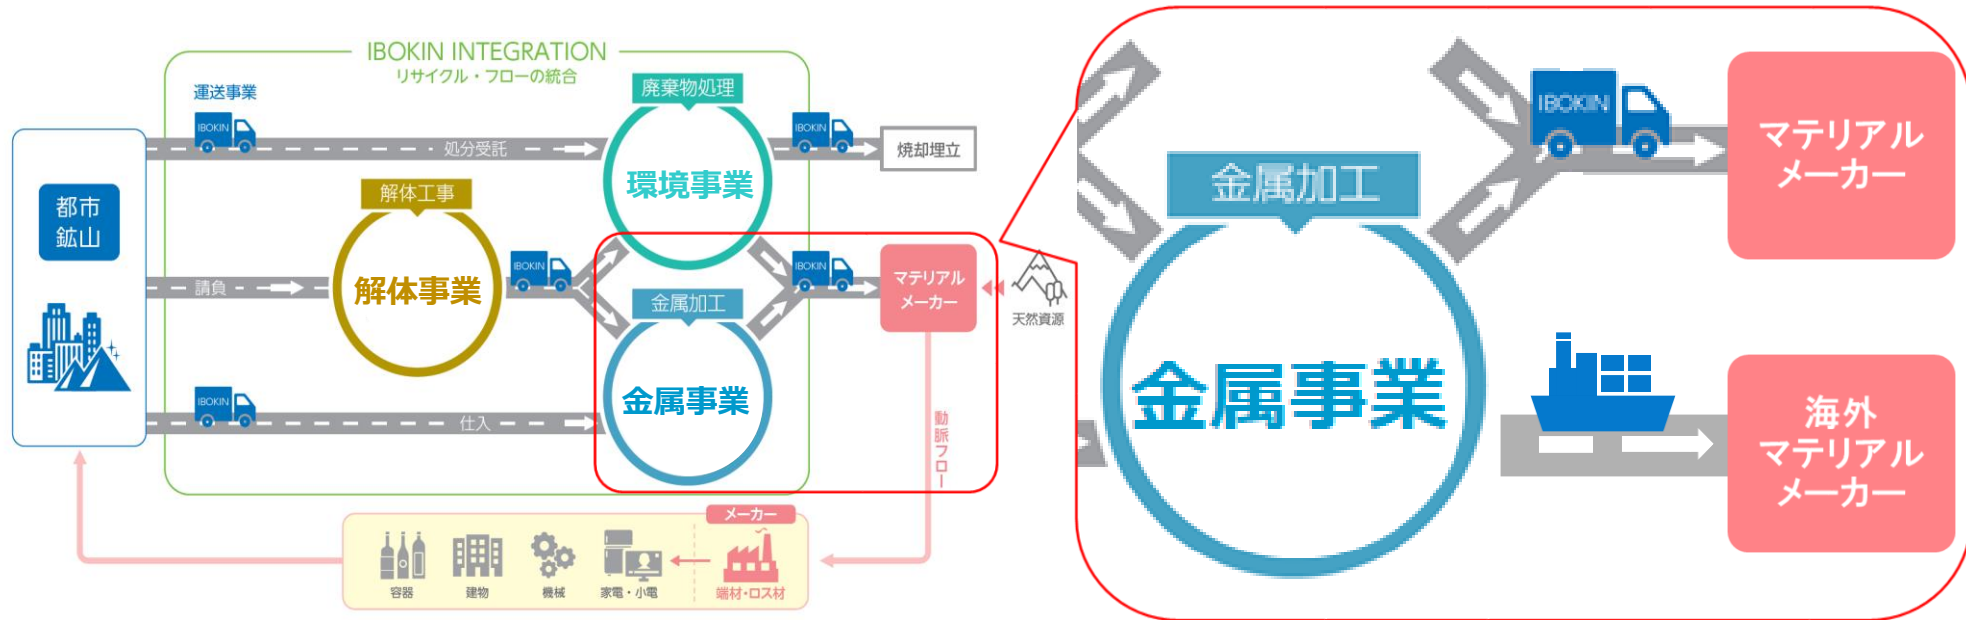 IBOKIN INTEGRATION
リサイクル・フローの統合
運送事業
IBOKIN
処分受託
廃棄物処理
環境事業
IBOKIN
焼却埋立
都市
鉱山
解体工事
解体事業
請負
IBOKIN
金属加工
金属事業
IBOKIN
マテリアル
メーカー
天然資源
IBOKIN
仕入
動脈フロー
メーカー
容器
建物
機械
家電・小電
端材・ロス材
金属加工
金属事業
IBOKIN
マテリアル
メーカー
海外
マテリアル
メーカー